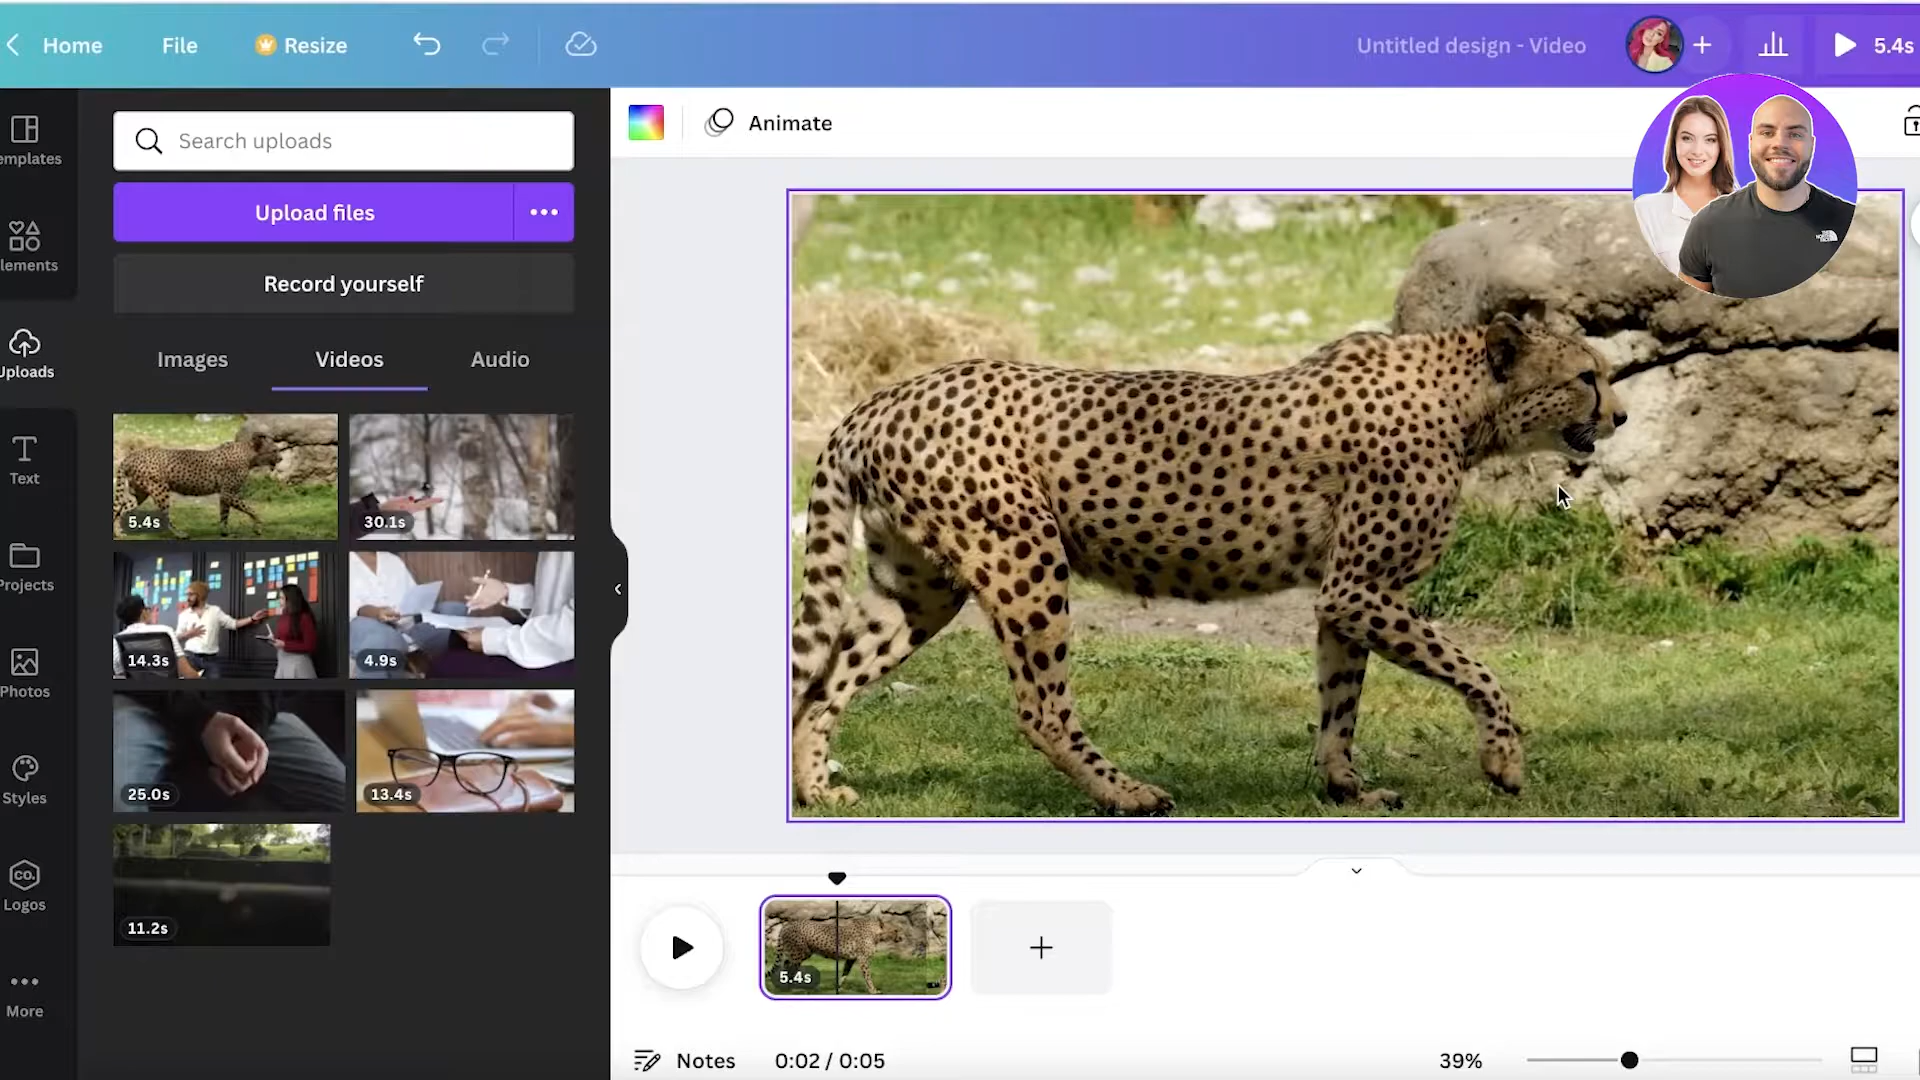 Home File Resize
Untitled design - Video
5.4s
emplates
lements
Uploads
Text
Projects
Photos
Styles
CO.
Logos
More
Search uploads
Upload files
Record yourself
Images Videos Audio
5.4s 30.1s
14.3s 4.9s
25.0s 13.4s
11.2s
Animate
5.4s
Notes 0:02 / 0:05
39%